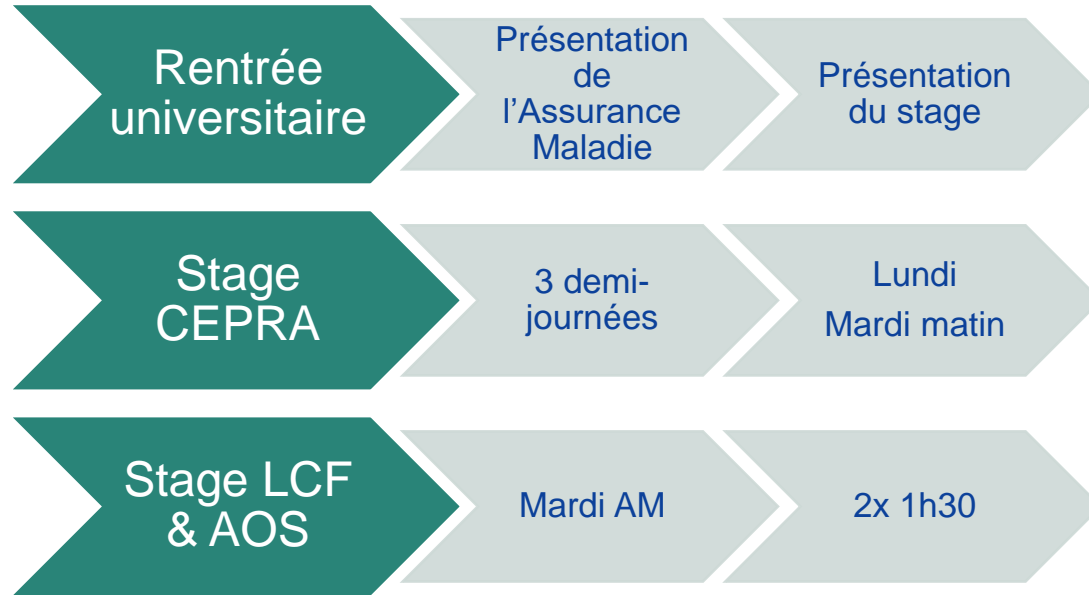 Rentrée
universitaire
Présentation
de
l’Assurance
Maladie
Présentation
du stage
Stage
CEPRA
3 demi-
journées
Lundi
Mardi matin
Stage LCF
& AOS
Mardi AM
2x 1h30